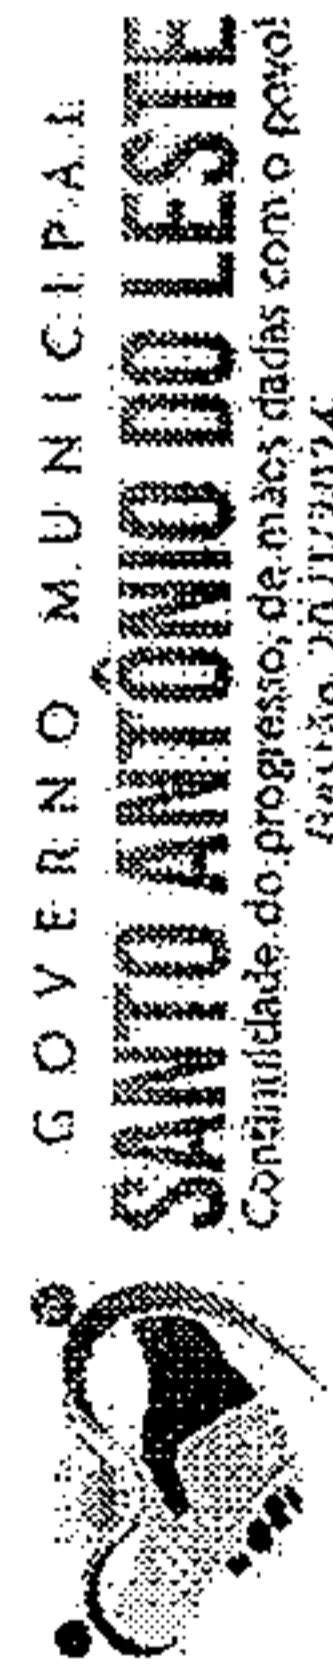 GOVERNO MUNICIPAL
SANTO ANTÔNIO DO LESTE
Continuidade do progresso, de mãos dadas com o povo!